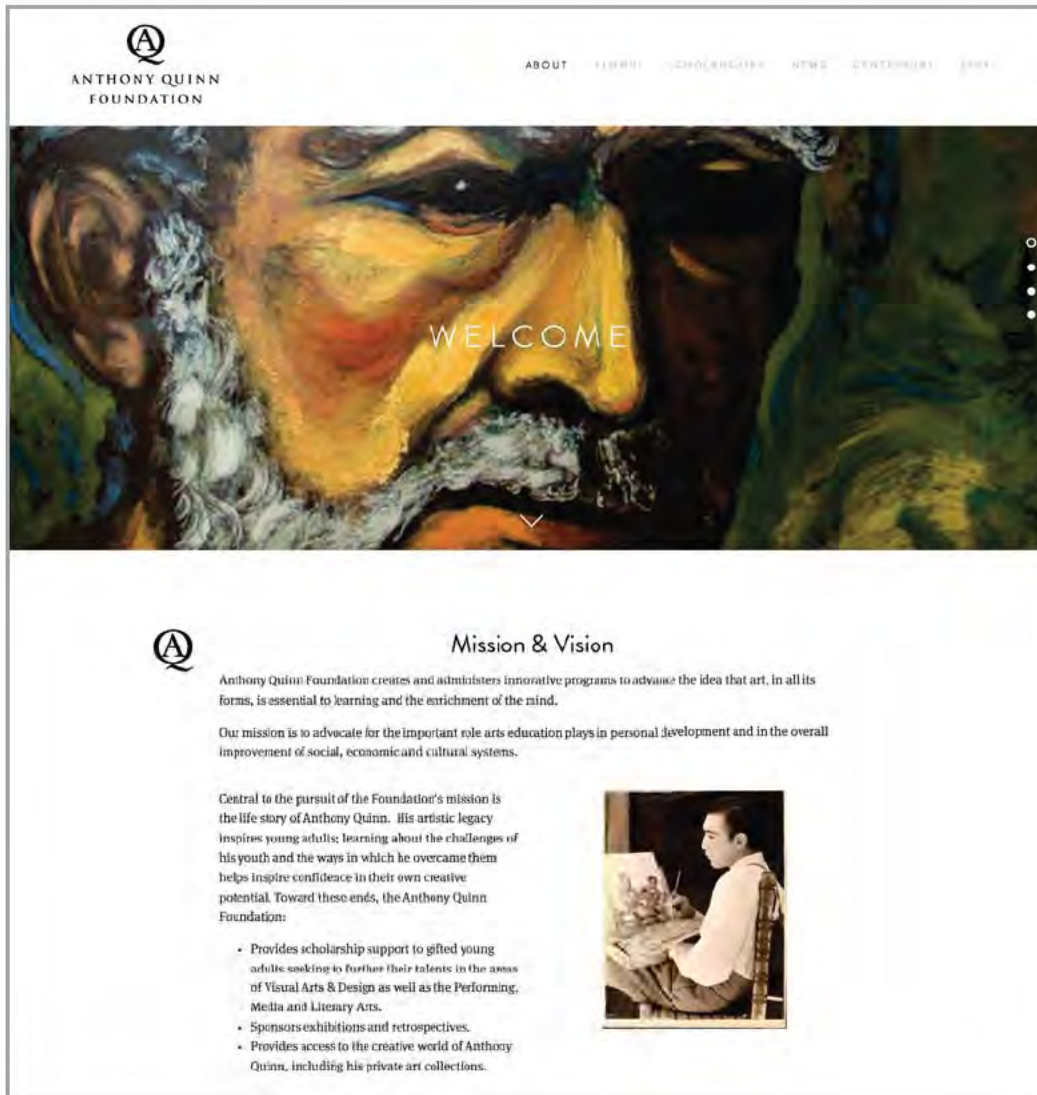 AQ
ANTHONY QUINN
FOUNDATION
ABOUT ALUMNI SCHOLARSHIPS NEWS CENTENNIAL
WELCOME
AQ
Mission & Vision
Anthony Quinn Foundation creates and administers innovative programs to advance the idea that art, in all its
forms, is essential to learning and the enrichment of the mind.
Our mission is to advocate for the important role arts education plays in personal development and in the overall
improvement of social, economic and cultural systems.
Central to the pursuit of the Foundation's mission is
the life story of Anthony Quinn. His artistic legacy
inspires young adults; learning about the challenges of
his youth and the ways in which he overcame them
helps inspire confidence in their own creative
potential. Toward these ends, the Anthony Quinn
Foundation:
• Provides scholarship support to gifted young
adults seeking to further their talents in the areas
of Visual Arts & Design as well as the Performing,
Media and Literary Arts.
• Sponsors exhibitions and retrospectives.
• Provides access to the creative world of Anthony
Quinn, including his private art collections.